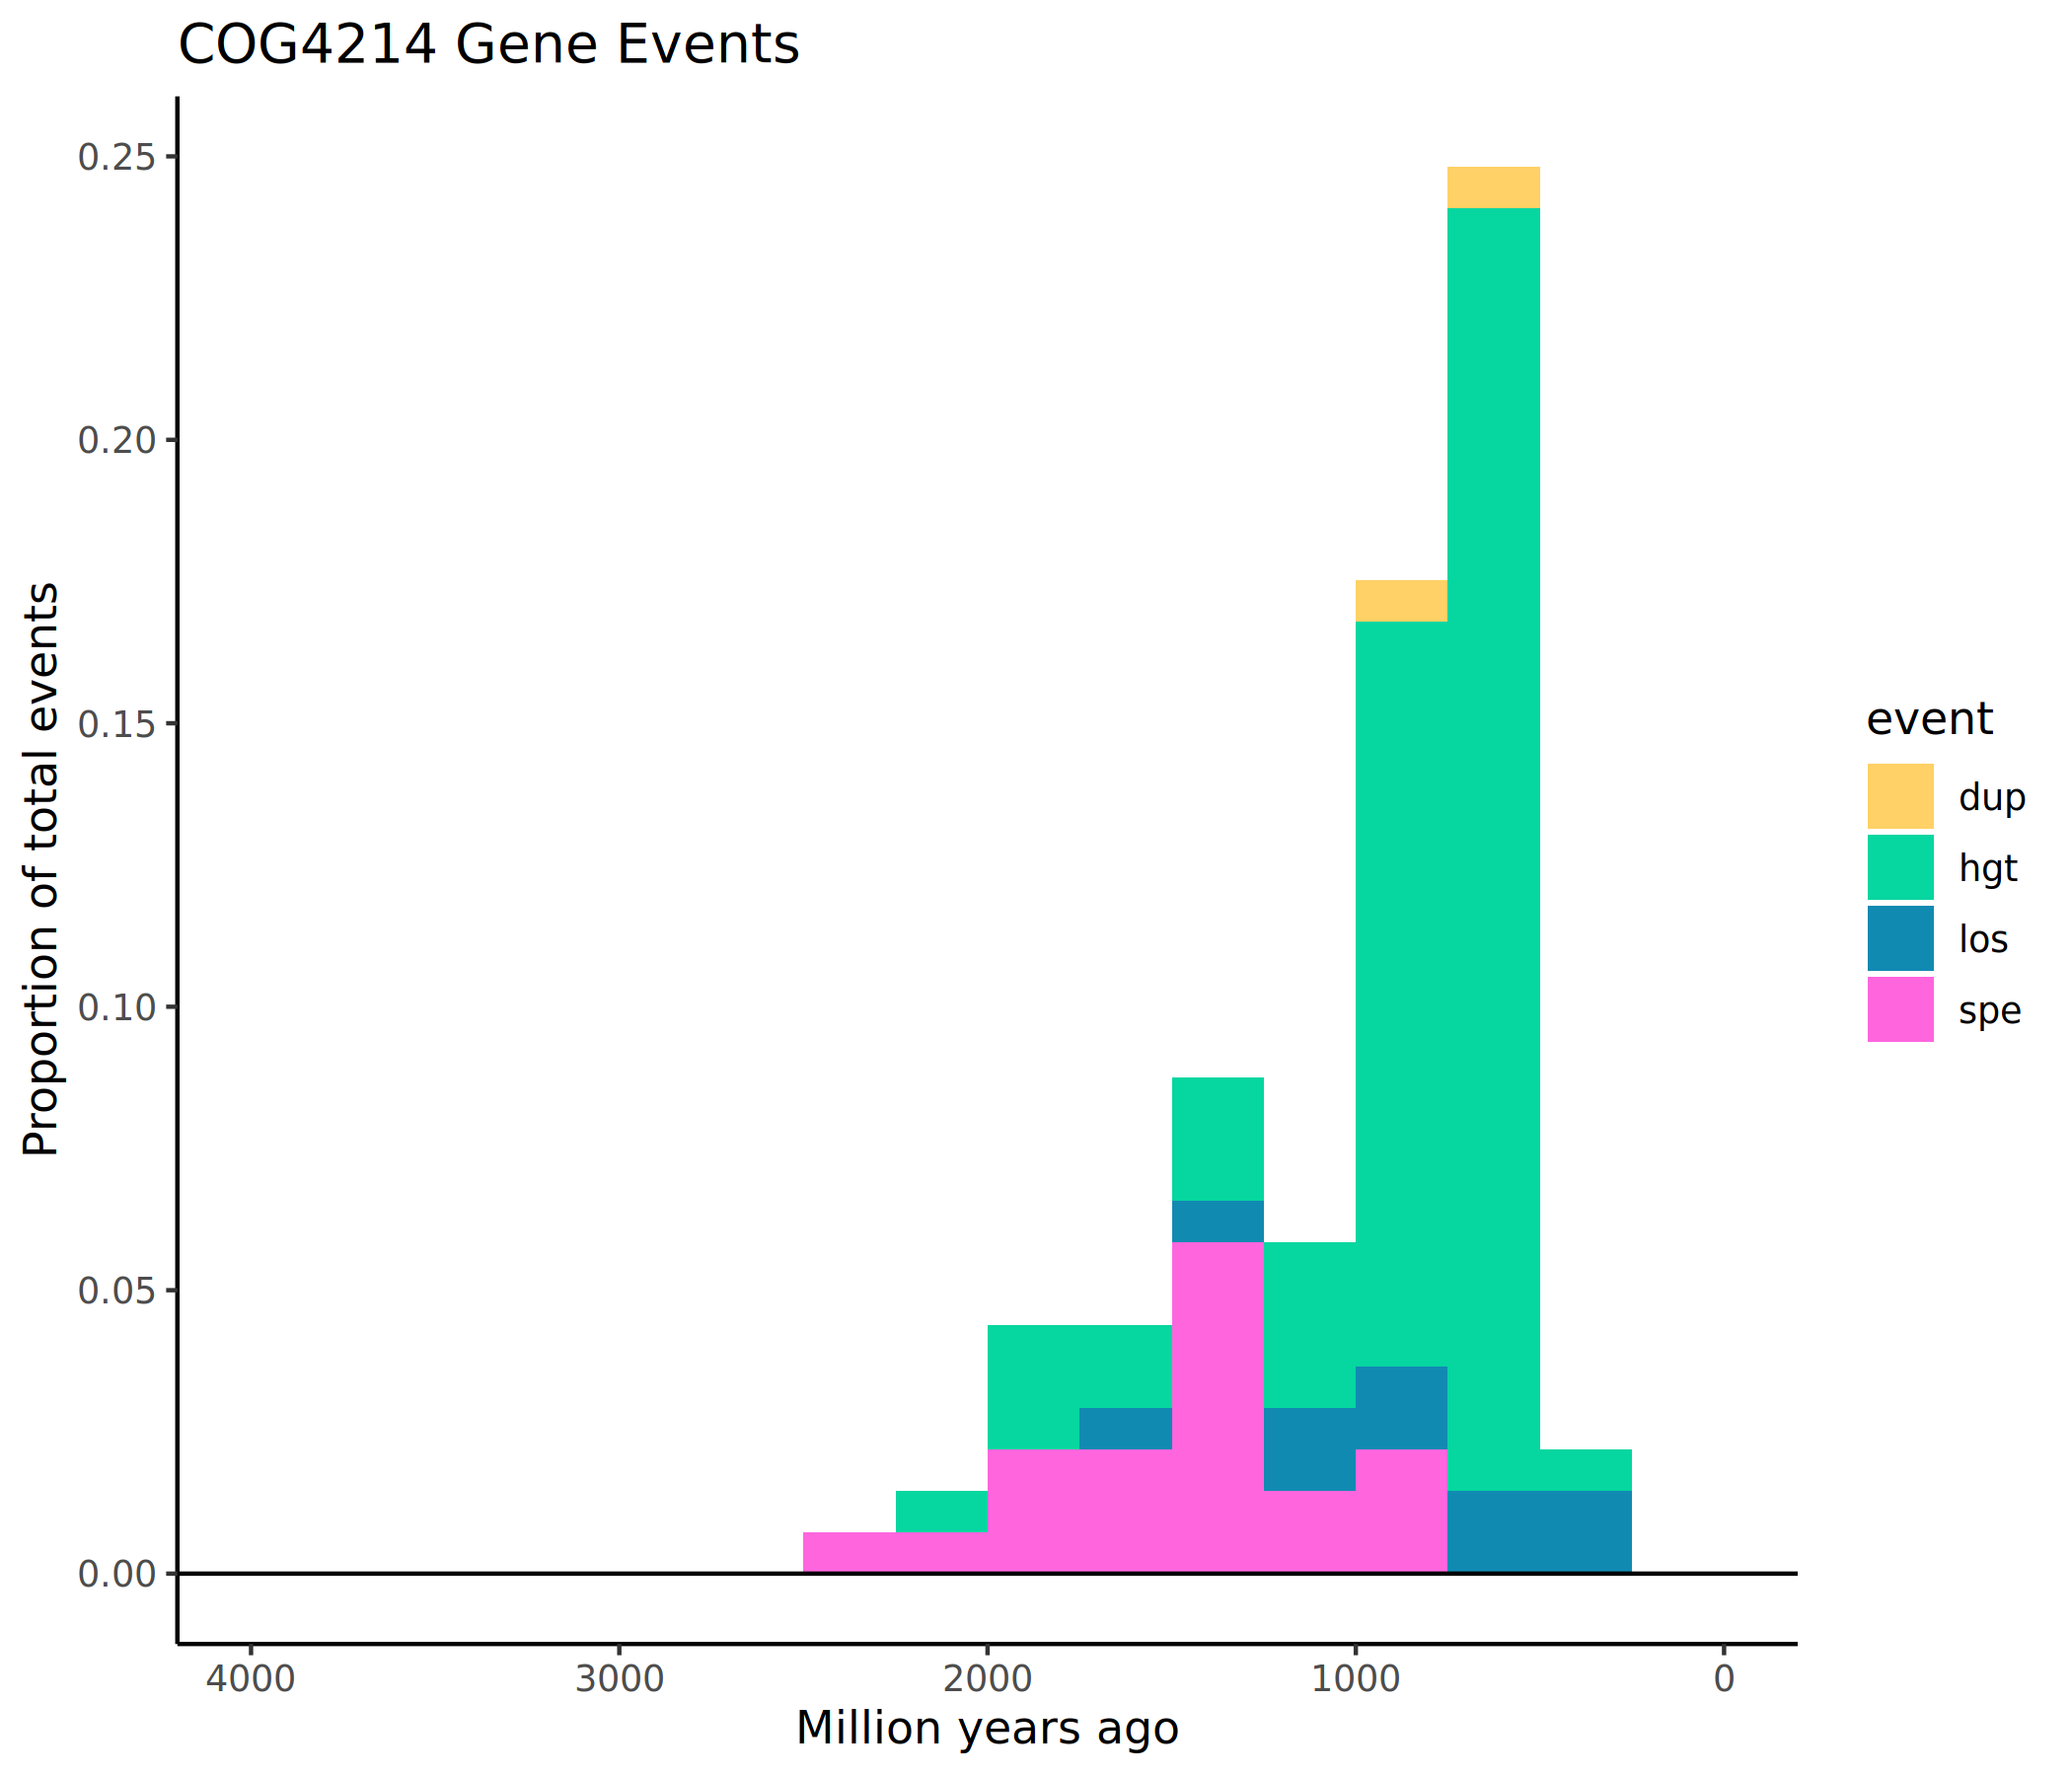 COG4214 Gene Events
0.25
0.20
0.15
0.10
0.05
0.00
Proportion of total events
4000 3000 2000 1000 0
Million years ago
event
dup
hgt
los
spe